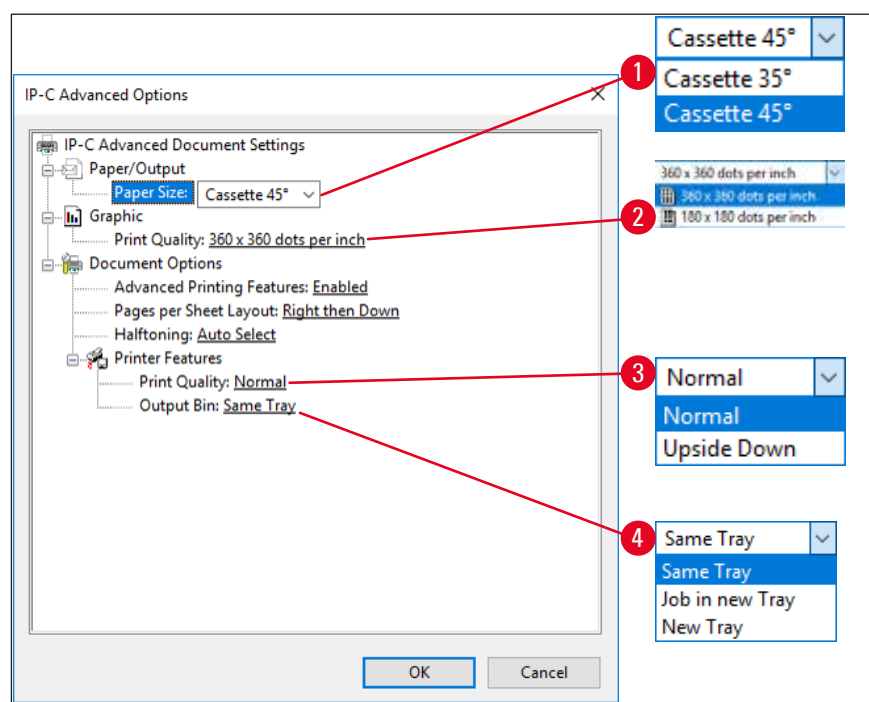 IP-C Advanced Options
IP-C Advanced Document Settings
Paper/Output
Paper Size: Cassette 45°
Graphic
Print Quality: 360 x 360 dots per inch
Document Options
Advanced Printing Features: Enabled
Pages per Sheet Layout: Right then Down
Halftoning: Auto Select
Printer Features
Print Quality: Normal
Output Bin: Same Tray
OK
Cancel
1
Cassette 45°
Cassette 35°
Cassette 45°
2
360 x 360 dots per inch
360 x 360 dots per inch
180 x 180 dots per inch
3
Normal
Normal
Upside Down
4
Same Tray
Same Tray
Job in new Tray
New Tray